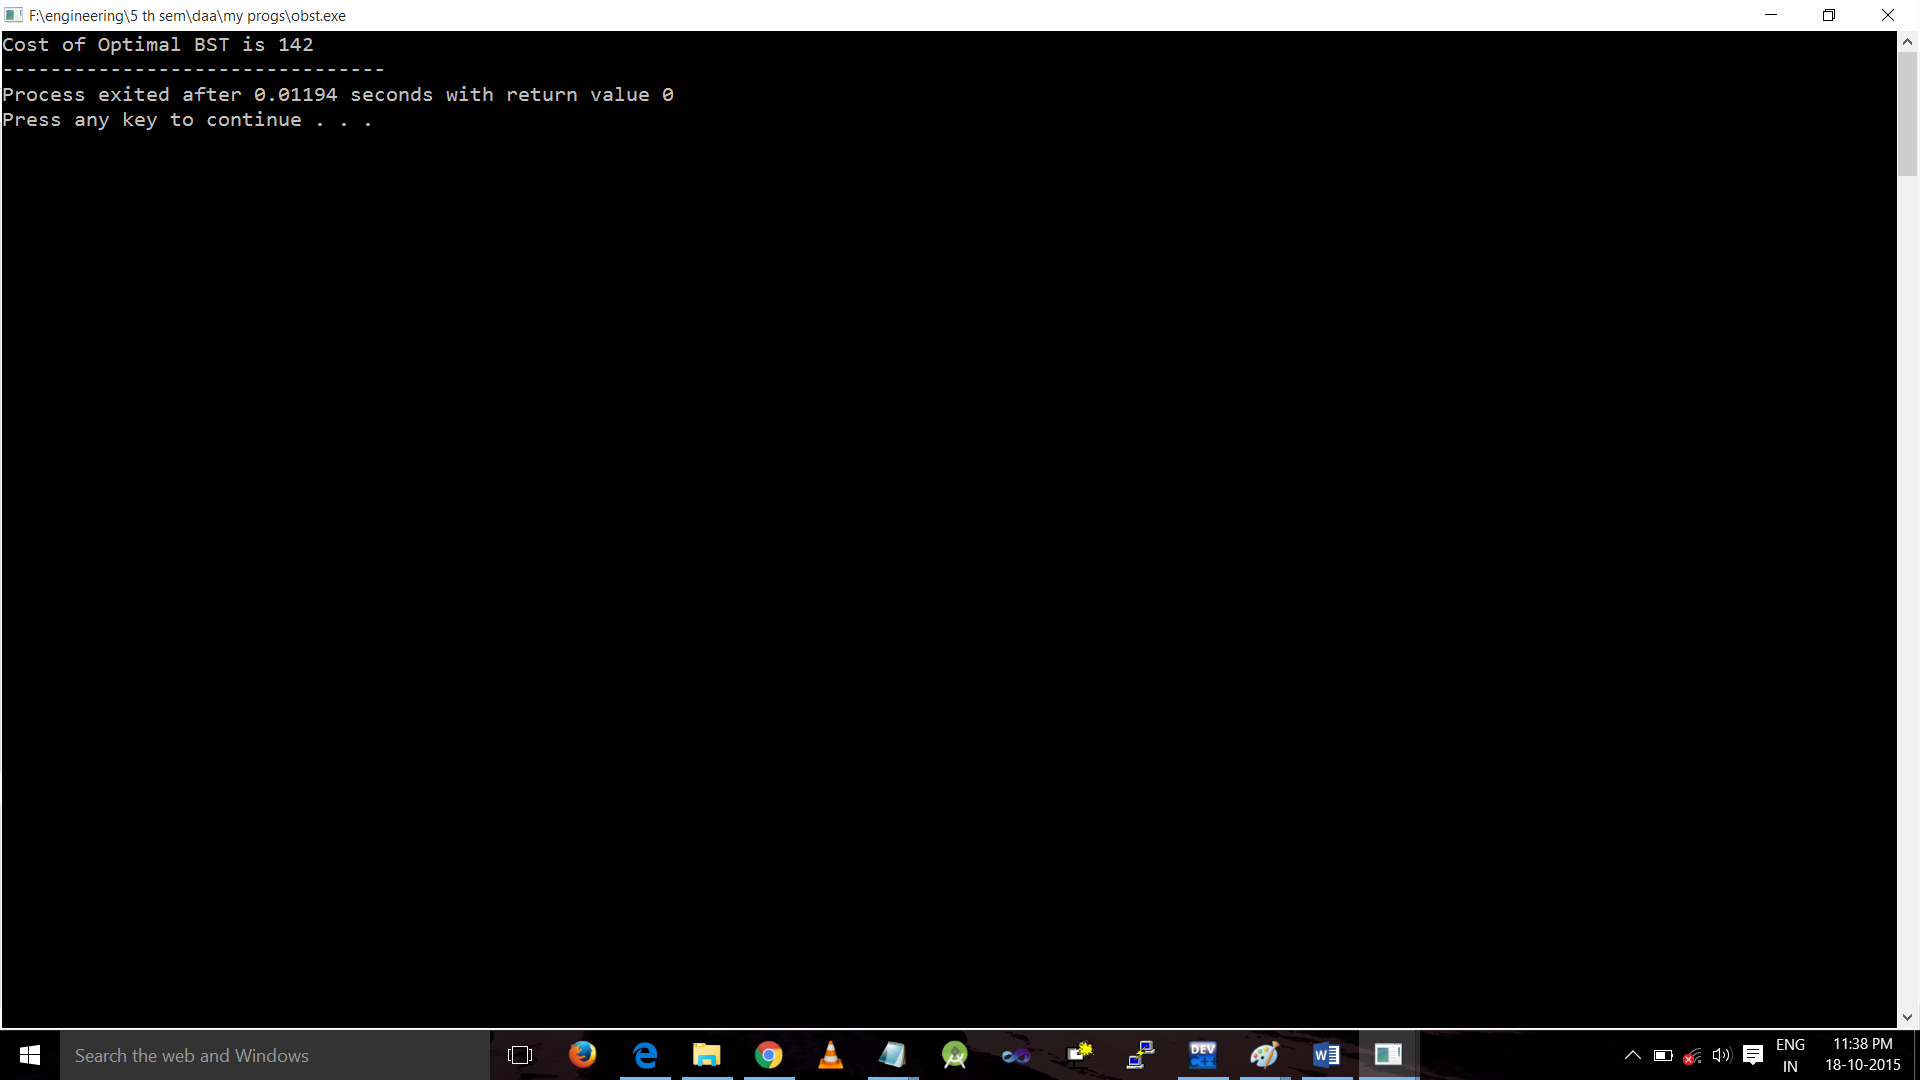 F:\engineering\5 th sem\daa\my progs\obst.exe
Cost of Optimal BST is 142
--------------------------------
Process exited after 0.01194 seconds with return value 0
Press any key to continue . . .
Search the web and Windows
DEV
ENG
IN
11:38 PM
18-10-2015